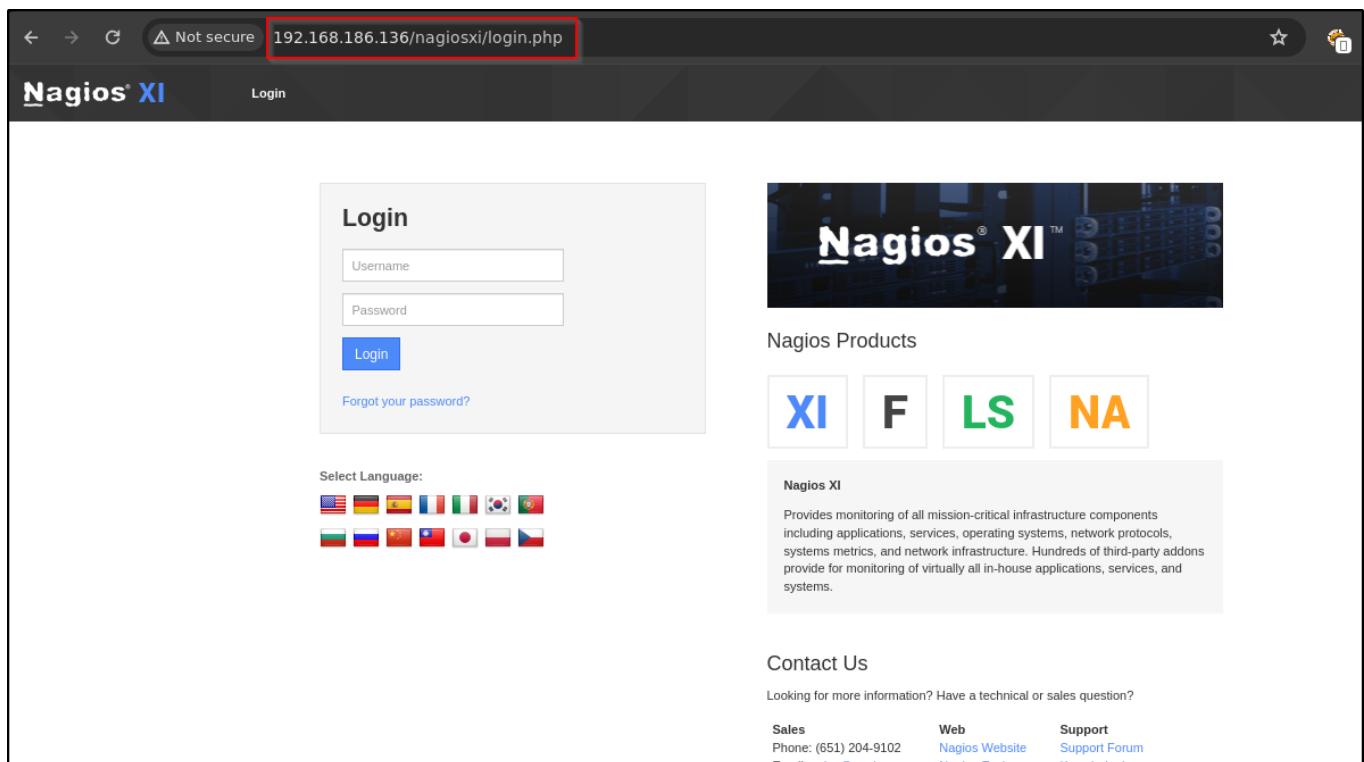 Not secure
192.168.186.136/nagiosxi/login.php
Nagios® XI
Login
Login
Username
Password
Login
Forgot your password?
Select Language:
Nagios® XI™
Nagios Products
XI F LS NA
Nagios XI
Provides monitoring of all mission-critical infrastructure components
including applications, services, operating systems, network protocols,
systems metrics, and network infrastructure. Hundreds of third-party addons
provide for monitoring of virtually all in-house applications, services, and
systems.
Contact Us
Looking for more information? Have a technical or sales question?
Sales Web Support
Phone: (651) 204-9102 Nagios Website Support Forum